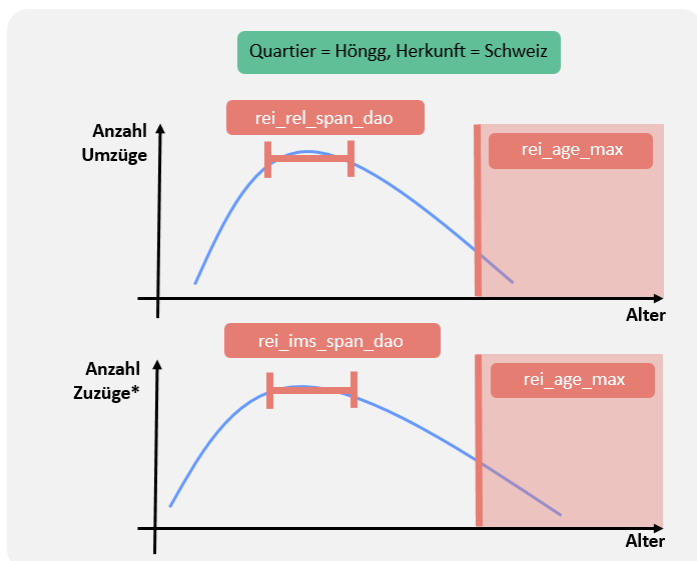 Quartier = Höngg, Herkunft = Schweiz
rei_rel_span_dao
Anzahl
Umzüge
rei_age_max
Alter
rei_ims_span_dao
Anzahl
Zuzüge*
rei_age_max
Alter